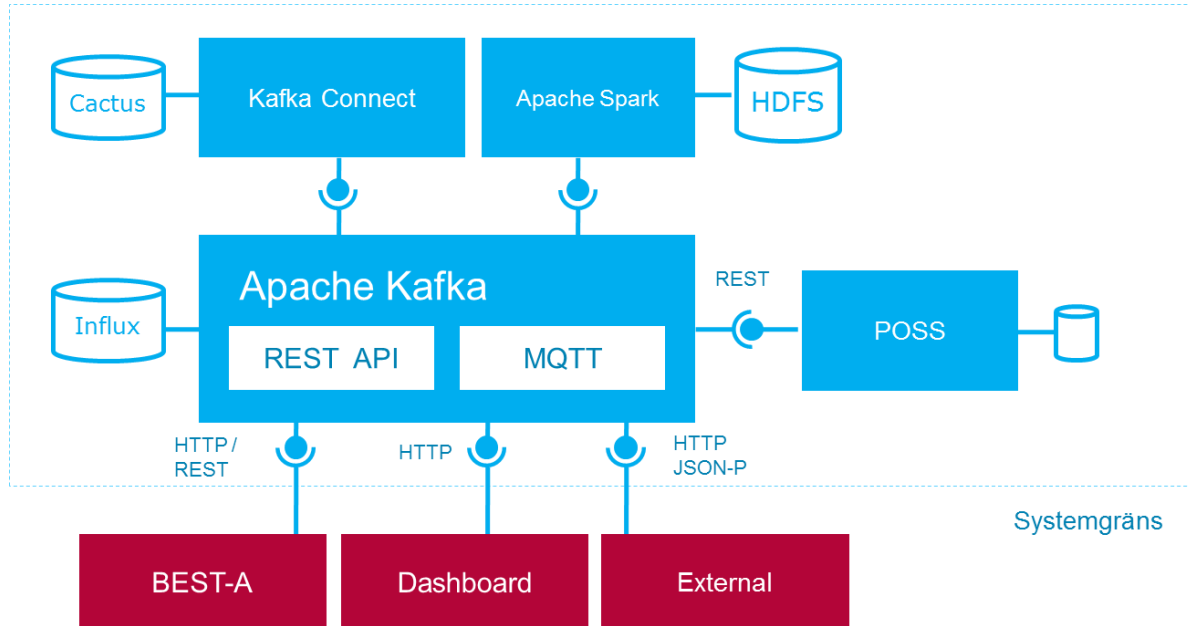 Cactus
Kafka Connect
Apache Spark
HDFS
Apache Kafka
REST
Influx
REST API
MQTT
POSS
HTTP /
REST
HTTP
HTTP
JSON-P
Systemgräns
BEST-A
Dashboard
External